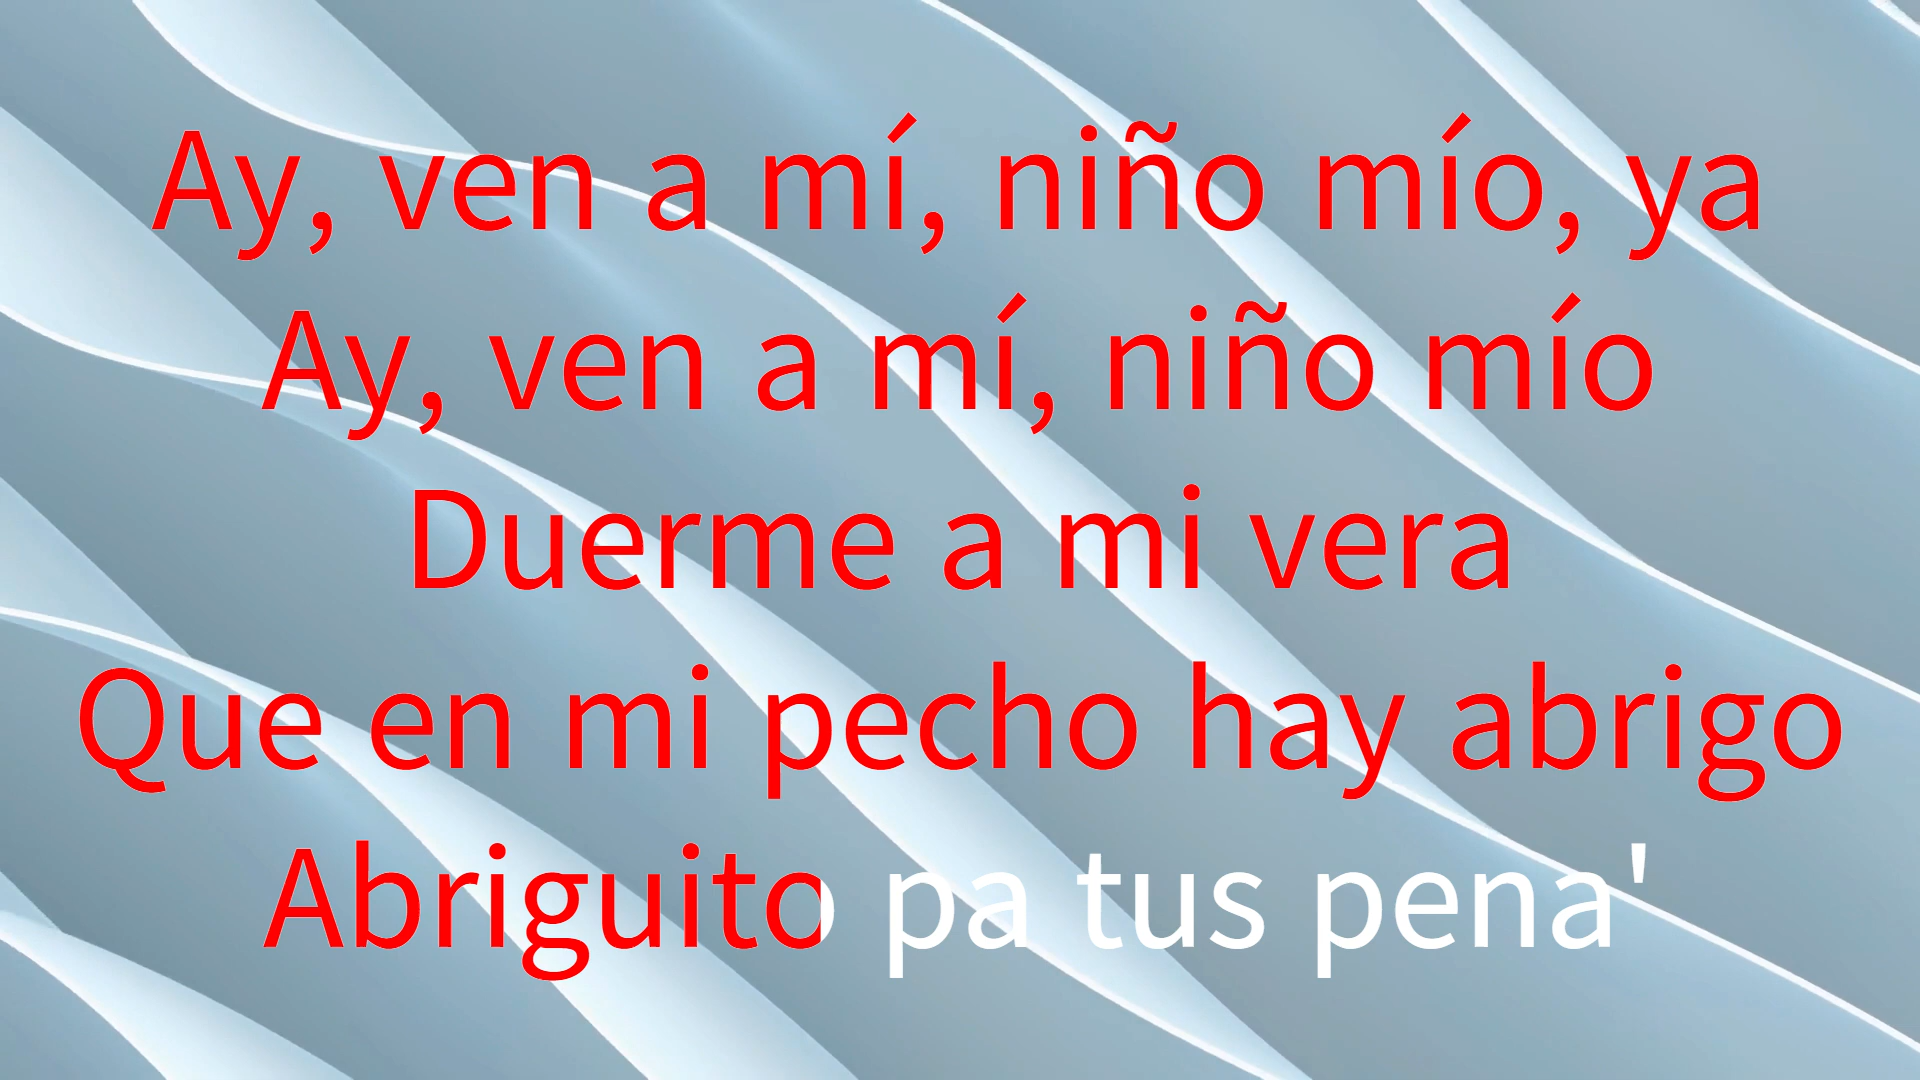 Ay, ven a mí, niño mío, ya
Ay, ven a mí, niño mío
Duerme a mi vera
Que en mi pecho hay abrigo
Abriguito pa tus pena'